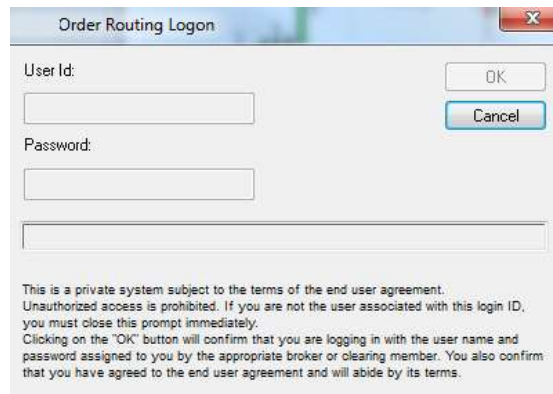 Order Routing Logon
User Id:
OK
Cancel
Password:
This is a private system subject to the terms of the end user agreement.
Unauthorized access is prohibited. If you are not the user associated with this login ID,
you must close this prompt immediately.
Clicking on the "OK" button will confirm that you are logging in with the user name and
password assigned to you by the appropriate broker or clearing member. You also confirm
that you have agreed to the end user agreement and will abide by its terms.